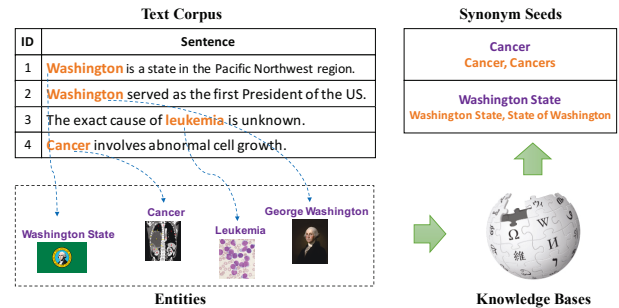 Text Corpus
Synonym Seeds
ID Sentence
1 Washington is a state in the Pacific Northwest region.
2 Washington served as the first President of the US.
3 The exact cause of leukemia is unknown.
4 Cancer involves abnormal cell growth.
Cancer
Cancer, Cancers
Washington State
Washington State, State of Washington
Washington State
Cancer
Leukemia
George Washington
Ω
W
И
維
Entities
Knowledge Bases